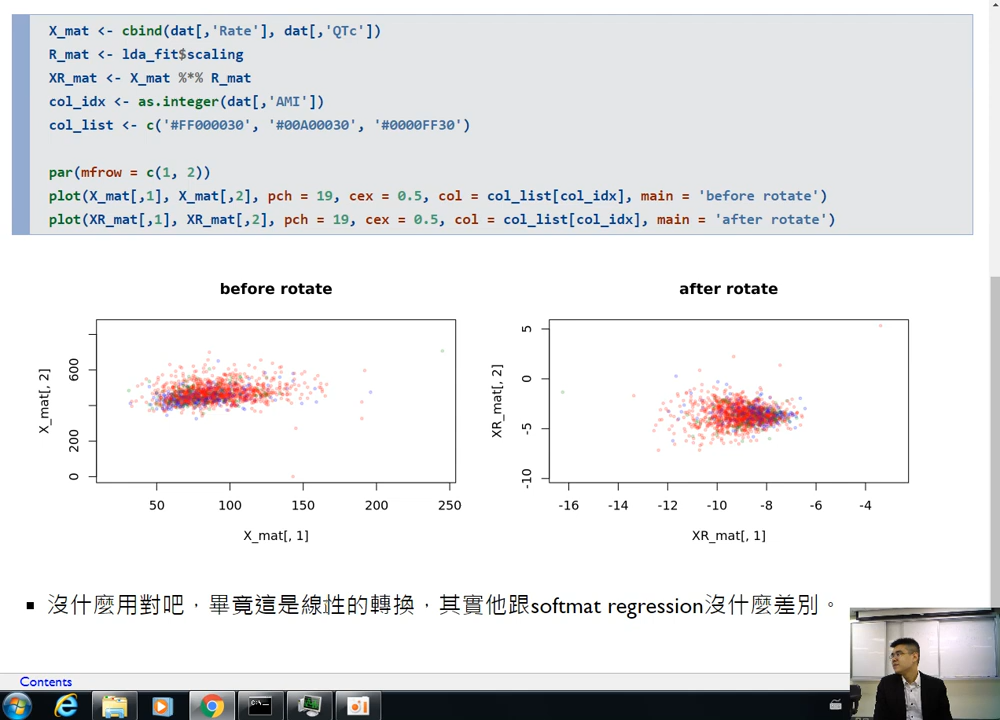 X_mat <- cbind(dat[,'Rate'], dat[,'QTc'])
R_mat <- lda_fit$scaling
XR_mat <- X_mat %*% R_mat
col_idx <- as.integer(dat[,'AMI'])
col_list <- c('#FF000030', '#00A00030', '#0000FF30')
par(mfrow = c(1, 2))
plot(X_mat[,1], X_mat[,2], pch = 19, cex = 0.5, col = col_list[col_idx], main = 'before rotate')
plot(XR_mat[,1], XR_mat[,2], pch = 19, cex = 0.5, col = col_list[col_idx], main = 'after rotate')
before rotate
X_mat[, 2]
600
200
0
50 100 150 200 250
X_mat[, 1]
after rotate
XR_mat[, 2]
5
0
-5
-10
-16 -14 -12 -10 -8 -6 -4
XR_mat[, 1]
▪ 沒什麼用對吧，畢竟這是線性的轉換，其實他跟softmat regression沒什麼差別。
Contents